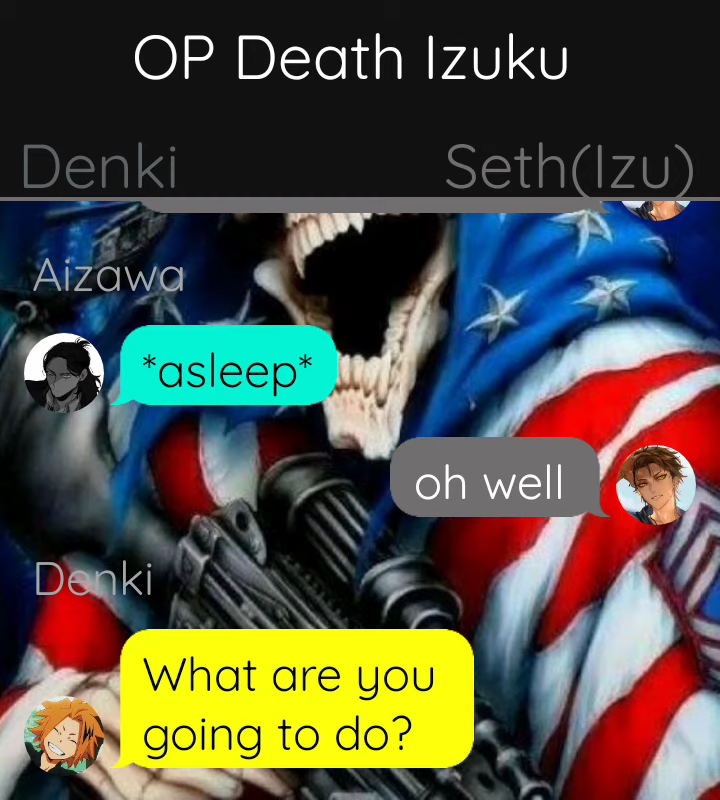 OP Death Izuku
Denki
Seth(Izu)
Aizawa
*asleep*
oh well
Denki
What are you
going to do?